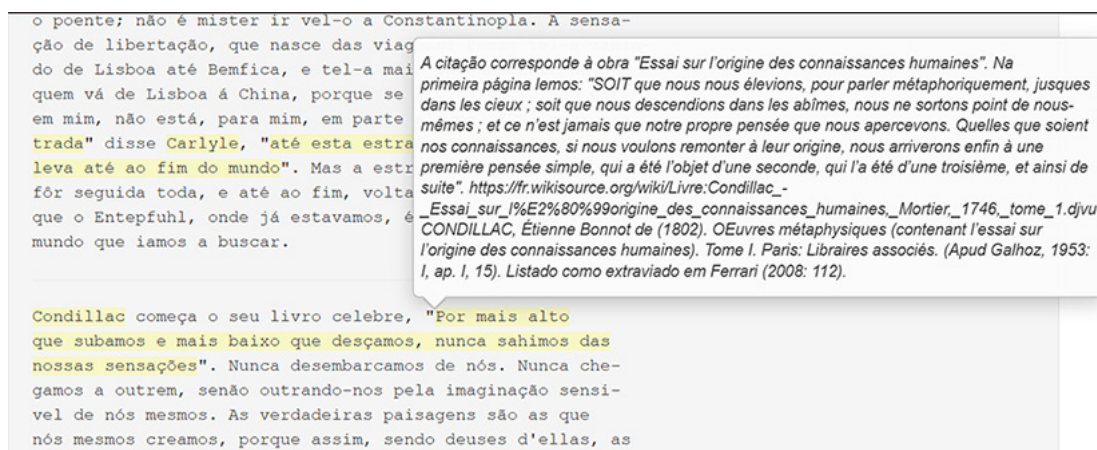 o poente; não é mister ir vel-o a Constantinopla. A sensa-
ção de libertação, que nasce das viag
do de Lisboa até Bemfica, e tel-a mai
quem vá de Lisboa á China, porque se
em mim, não está, para mim, em parte
trada" disse Carlyle, "até esta estra
leva até ao fim do mundo". Mas a estr
fôr seguida toda, e até ao fim, volta
que o Entepfuhl, onde já estavamos, é
mundo que iamos a buscar.
A citação corresponde à obra "Essai sur l'origine des connaissances humaines". Na
primeira página lemos: "SOIT que nous nous élevions, pour parler métaphoriquement, jusques
dans les cieux ; soit que nous descendions dans les abîmes, nous ne sortons point de nous-
mêmes ; et ce n'est jamais que notre propre pensée que nous apercevons. Quelles que soient
nos connaissances, si nous voulons remonter à leur origine, nous arriverons enfin à une
première pensée simple, qui a été l'objet d'une seconde, qui l'a été d'une troisième, et ainsi de
suite". https://fr.wikisource.org/wiki/Livre:Condillac_-
_Essai_sur_l%E2%80%99origine_des_connaissances_humaines,_Mortier,_1746,_tome_1.djvu
CONDILLAC, Étienne Bonnot de (1802). OEuvres métaphysiques (contenant l'essai sur
l'origine des connaissances humaines). Tome I. Paris: Libraires associés. (Apud Galhoz, 1953:
I, ap. I, 15). Listado como extraviado em Ferrari (2008: 112).
Condillac começa o seu livro celebre, "Por mais alto
que subamos e mais baixo que desçamos, nunca sahimos das
nossas sensações". Nunca desembarcamos de nós. Nunca che-
gamos a outrem, senão outrando-nos pela imaginação sensi-
vel de nós mesmos. As verdadeiras paisagens são as que
nós mesmos creamos, porque assim, sendo deuses d'ellas, as